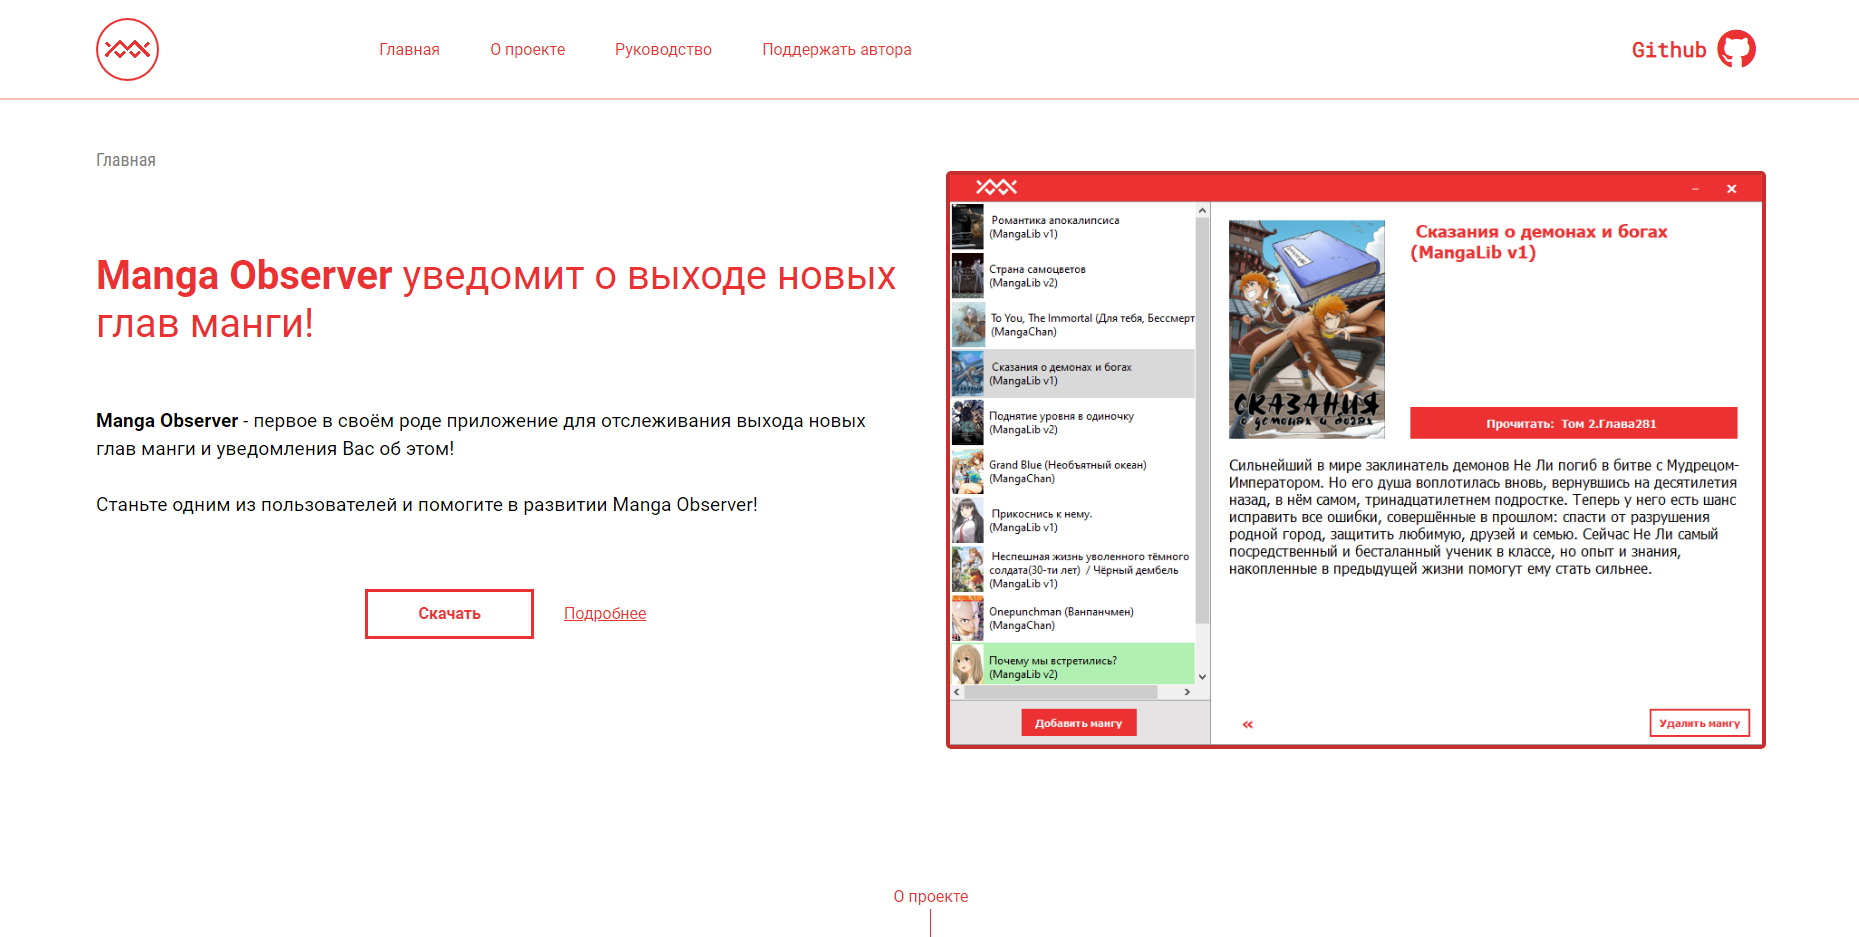 Главная
О проекте
Руководство
Поддержать автора
Github
Главная
Manga Observer уведомит о выходе новых
глав манги!
Manga Observer - первое в своём роде приложение для отслеживания выхода новых
глав манги и уведомления Вас об этом!
Станьте одним из пользователей и помогите в развитии Manga Observer!
Скачать
Подробнее
Романтика апокалипсиса
(MangaLib v1)
Страна самоцветов
(MangaLib v2)
To You, The Immortal (Для тебя, Бессмерт
(MangaChan)
Сказания о демонах и богах
(MangaLib v1)
Поднятие уровня в одиночку
(MangaLib v2)
Grand Blue (Необъятный океан)
(MangaChan)
Прикоснись к нему.
(MangaLib v1)
Неспешная жизнь уволенного тёмного
солдата(30-ти лет) / Чёрный дембель
(MangaLib v1)
Onepunchman (Ванпанчмен)
(MangaChan)
Почему мы встретились?
(MangaLib v2)
Добавить мангу
СКАЗАНИЯ
о демонах и богах
Сказания о демонах и богах
(MangaLib v1)
Прочитать: Том 2.Глава281
Сильнейший в мире заклинатель демонов Не Ли погиб в битве с Мудрецом-
Императором. Но его душа воплотилась вновь, вернувшись на десятилетия
назад, в нём самом, тринадцатилетнем подростке. Теперь у него есть шанс
исправить все ошибки, совершённые в прошлом: спасти от разрушения
родной город, защитить любимую, друзей и семью. Сейчас Не Ли самый
посредственный и бесталанный ученик в классе, но опыт и знания,
накопленные в предыдущей жизни помогут ему стать сильнее.
«
Удалить мангу
О проекте